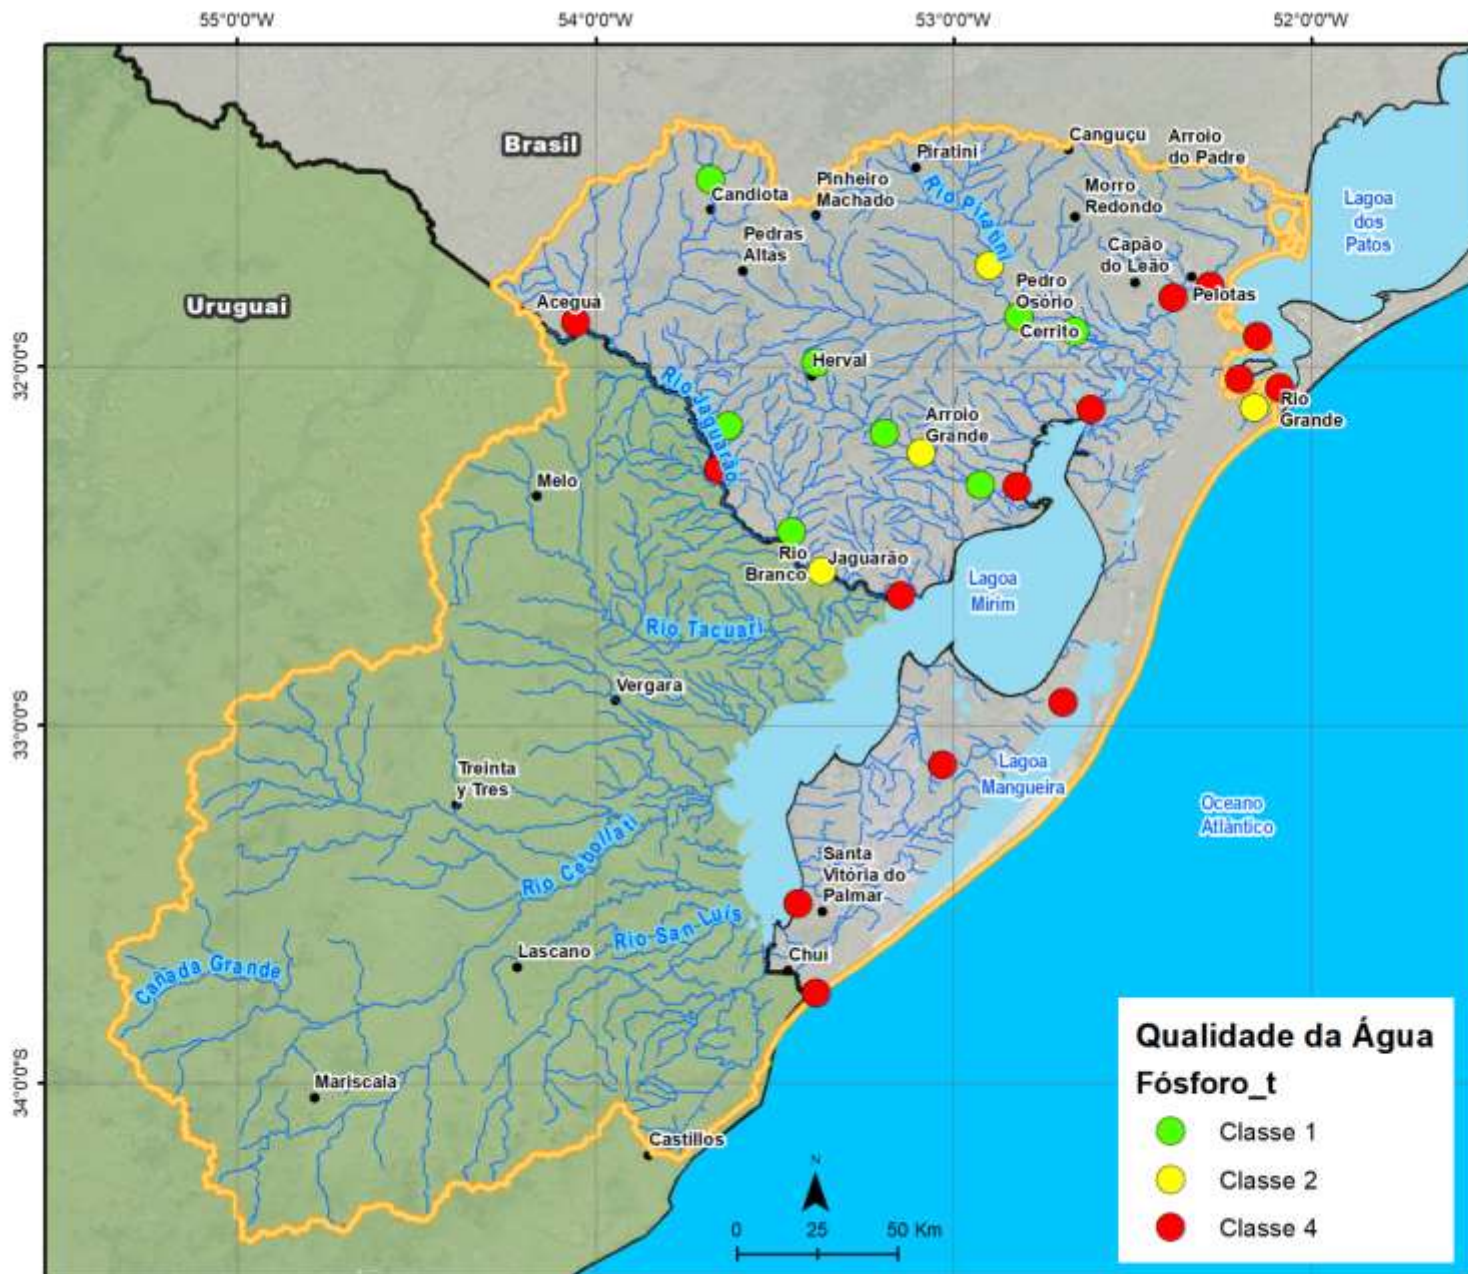 55°0'0"W
54°0'0"W
53°0'0"W
52°0'0"W
Brasil
Canguçu
Arroio
do Padre
Piratini
Pinheiro
Machado
Rio Piratini
Candiota
Morro
Redondo
Lagoa
dos
Patos
Pedras
Altas
Capão
do Leão
Uruguai
Aceguá
Pedro
Osório
Pelotas
Cerrito
32°0'0"S
Herval
Rio Jaguarão
Arroio
Grande
Rio
Grande
Melo
Rio
Branco
Jaguarão
Lagoa
Mirim
Rio Tacuarí
Vergara
33°0'0"S
Treinta
y Tres
Lagoa
Mangueira
Oceano
Atlântico
Rio Cebollatí
Santa
Vitória do
Palmar
Rio San Luís
Lascano
Chuí
Cañada Grande
34°0'0"S
Mariscala
Castillos
N
0 25 50 Km
Qualidade da Água
Fósforo_t
Classe 1
Classe 2
Classe 4